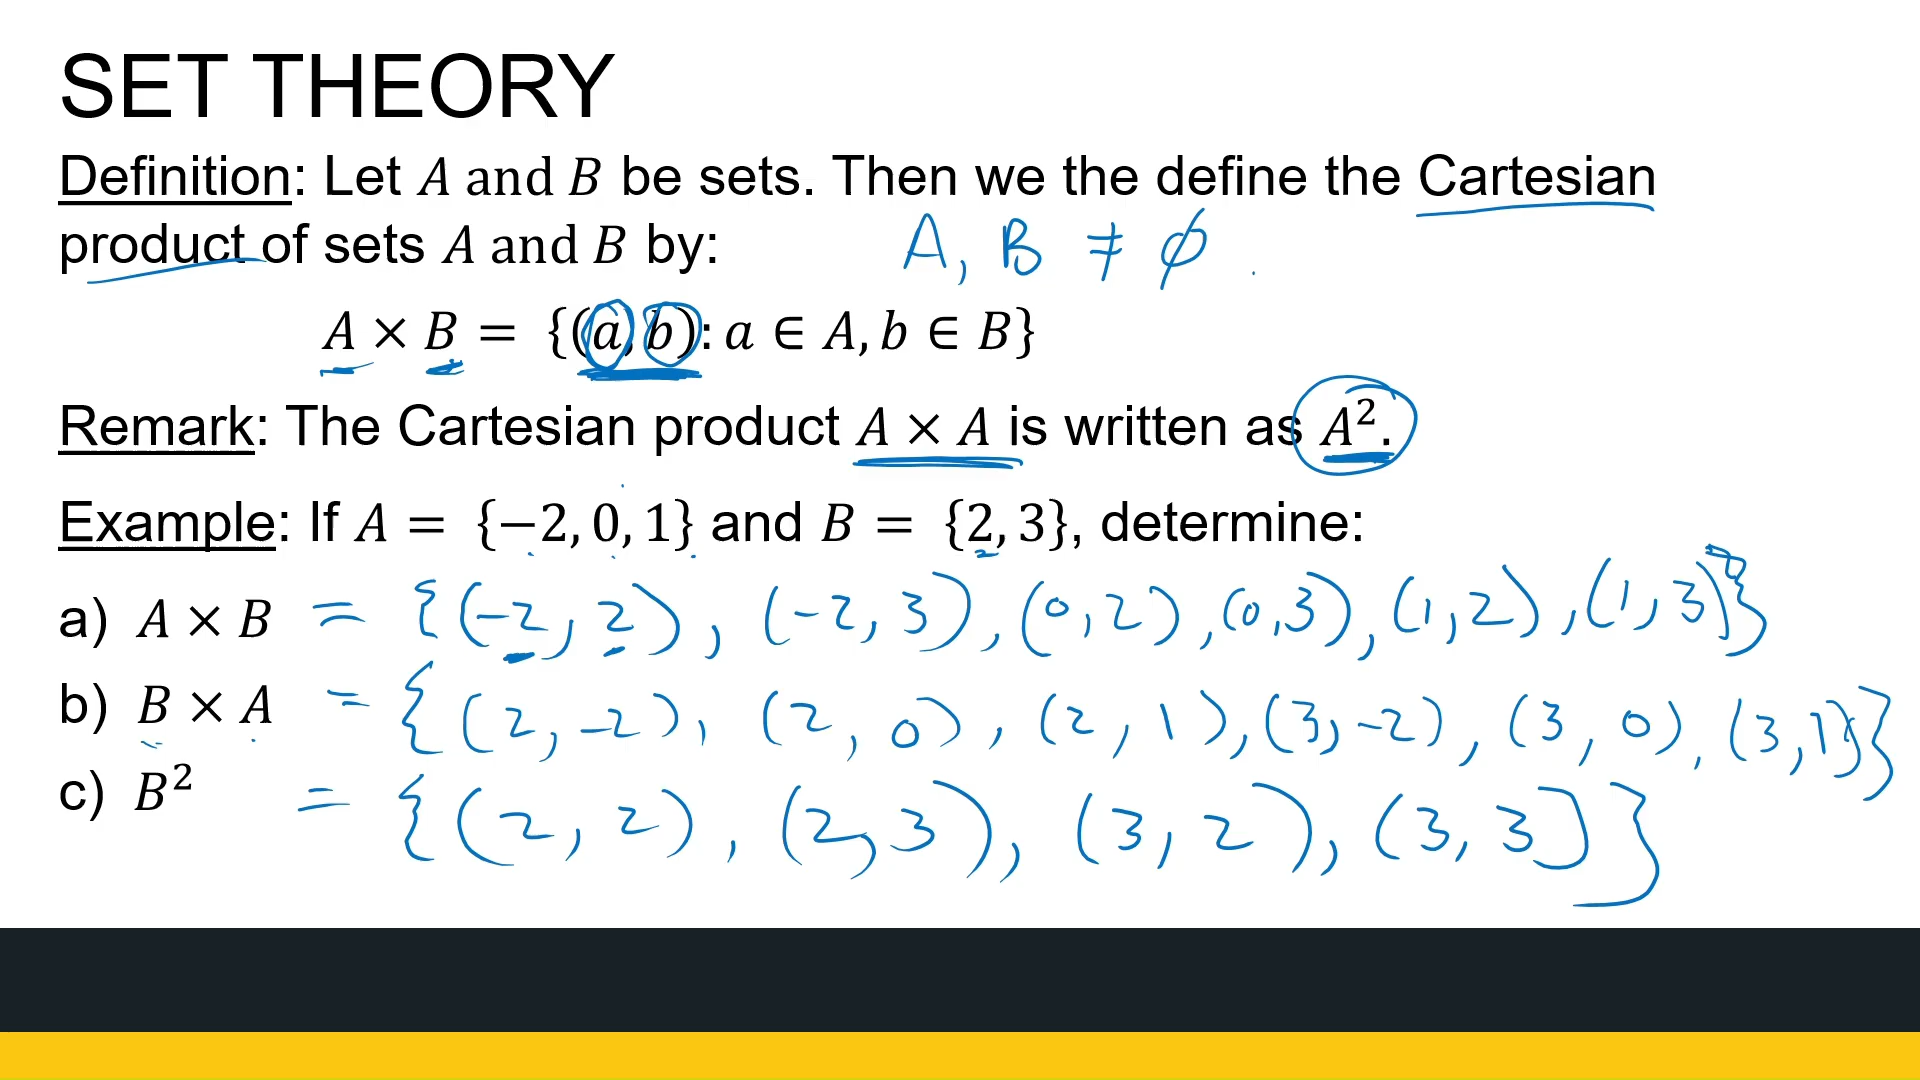 SET THEORY
Definition: Let A and B be sets. Then we the define the Cartesian
product of sets A and B by: A, B ≠ ϕ
A × B = {(a, b): a ∈ A, b ∈ B}
Remark: The Cartesian product A × A is written as A².
Example: If A = {−2, 0, 1} and B = {2, 3}, determine:
a) A × B = {(-2, 2), (-2, 3), (0, 2), (0, 3), (1, 2), (1, 3)}
b) B × A = {(2, -2), (2, 0), (2, 1), (3, -2), (3, 0), (3, 1)}
c) B² = {(2, 2), (2, 3), (3, 2), (3, 3)}